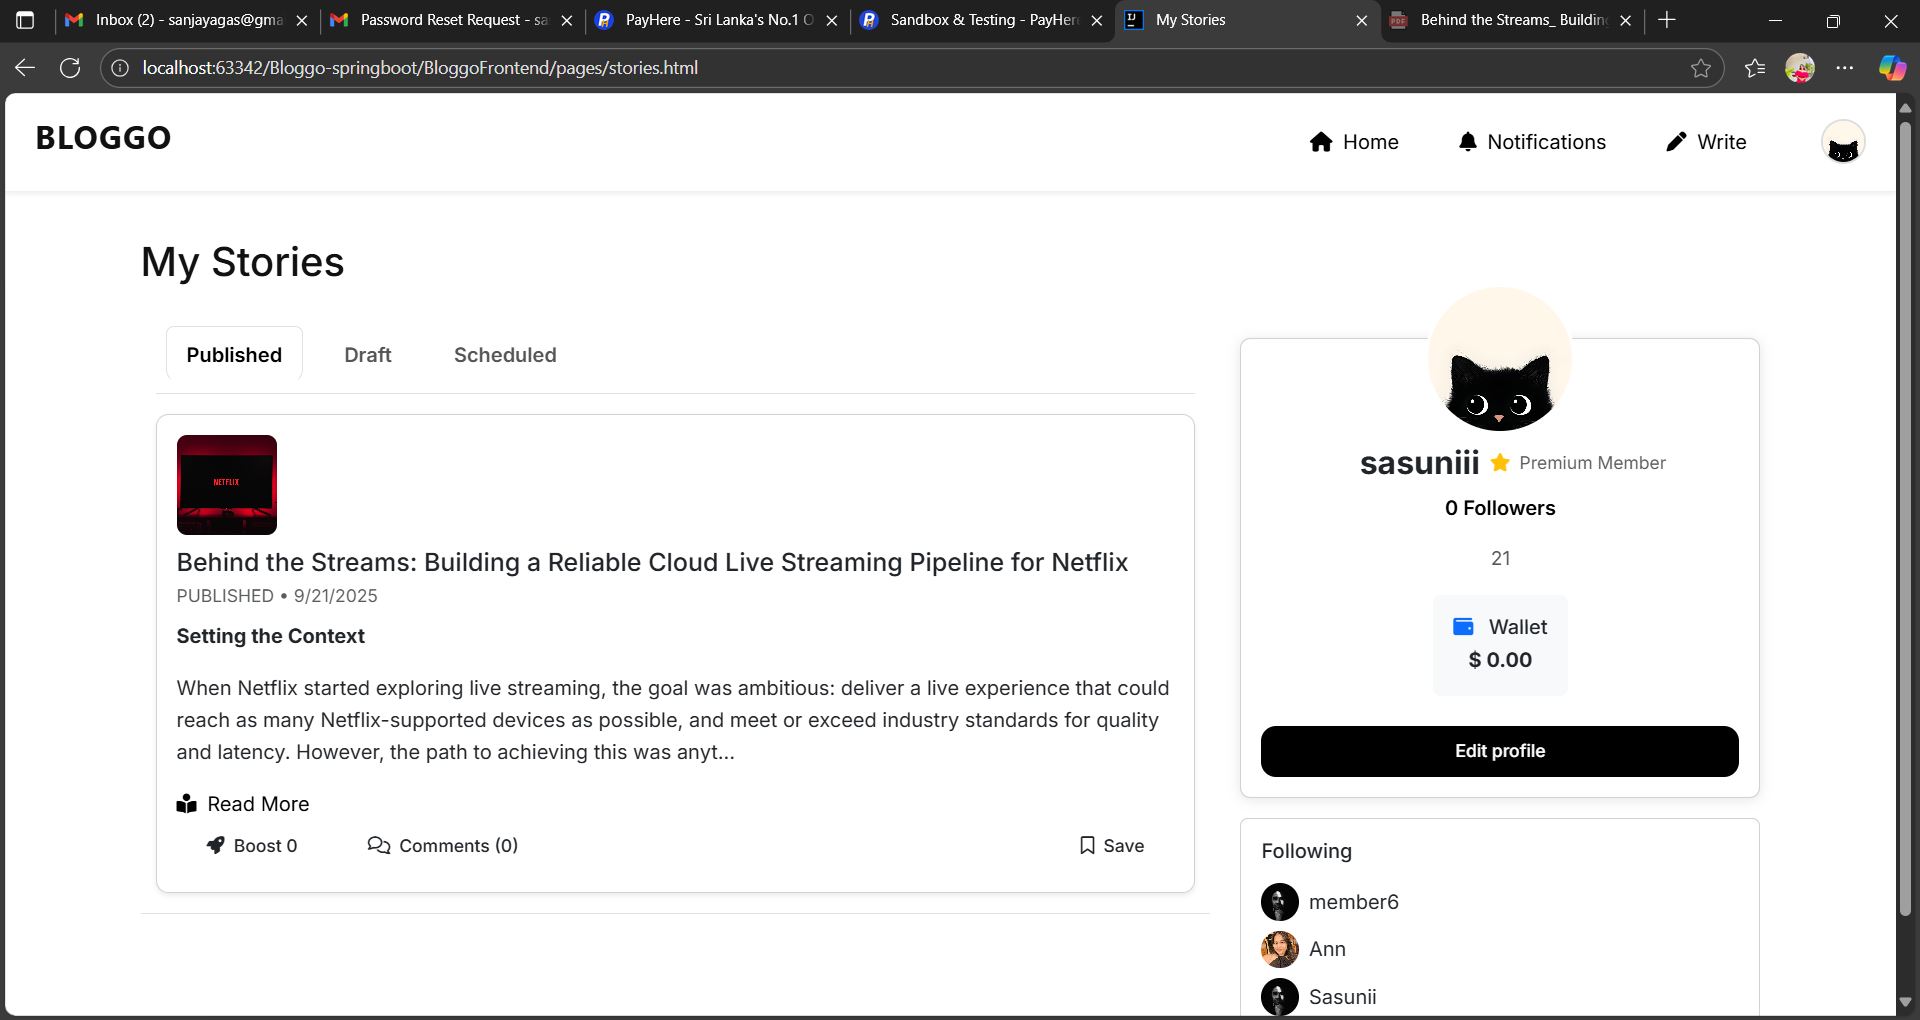 Inbox (2) - sanjayagas@gma
Password Reset Request - sa
PayHere - Sri Lanka's No.1 O
Sandbox & Testing - PayHere
My Stories
Behind the Streams_ Building
localhost:63342/Bloggo-springboot/BloggoFrontend/pages/stories.html
BLOGGO
Home
Notifications
Write
My Stories
Published
Draft
Scheduled
NETFLIX
Behind the Streams: Building a Reliable Cloud Live Streaming Pipeline for Netflix
PUBLISHED • 9/21/2025
Setting the Context
When Netflix started exploring live streaming, the goal was ambitious: deliver a live experience that could
reach as many Netflix-supported devices as possible, and meet or exceed industry standards for quality
and latency. However, the path to achieving this was anyt...
Read More
Boost 0
Comments (0)
Save
sasuniii
Premium Member
0 Followers
21
Wallet
$ 0.00
Edit profile
Following
member6
Ann
Sasunii